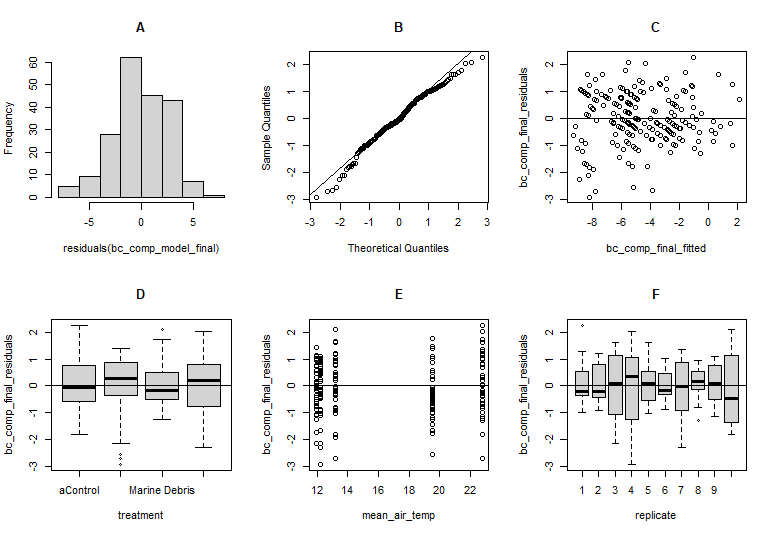 A
B
C
Frequency
0 10 20 30 40 50 60
-5 0 5
residuals(bc_comp_model_final)
Sample Quantiles
-3 -2 -1 0 1 2
-3 -2 -1 0 1 2 3
Theoretical Quantiles
bc_comp_final_residuals
-3 -2 -1 0 1 2
-8 -6 -4 -2 0 2
bc_comp_final_fitted
D
E
F
bc_comp_final_residuals
-3 -2 -1 0 1 2
aControl Marine Debris
treatment
bc_comp_final_residuals
-3 -2 -1 0 1 2
12 14 16 18 20 22
mean_air_temp
bc_comp_final_residuals
-3 -2 -1 0 1 2
1 2 3 4 5 6 7 8 9
replicate